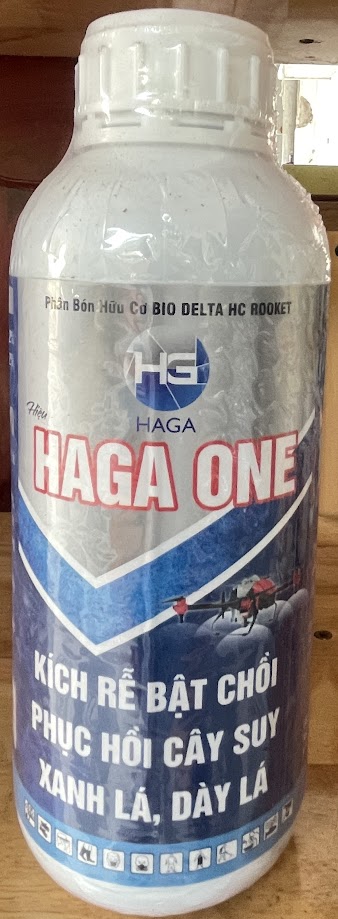 Phân Bón Hữu Cơ BIO DELTA HC ROOKET
HG
HAGA
Hiệu
HAGA ONE
KÍCH RỄ BẬT CHỒI
PHỤC HỒI CÂY SUY
XANH LÁ, DÀY LÁ